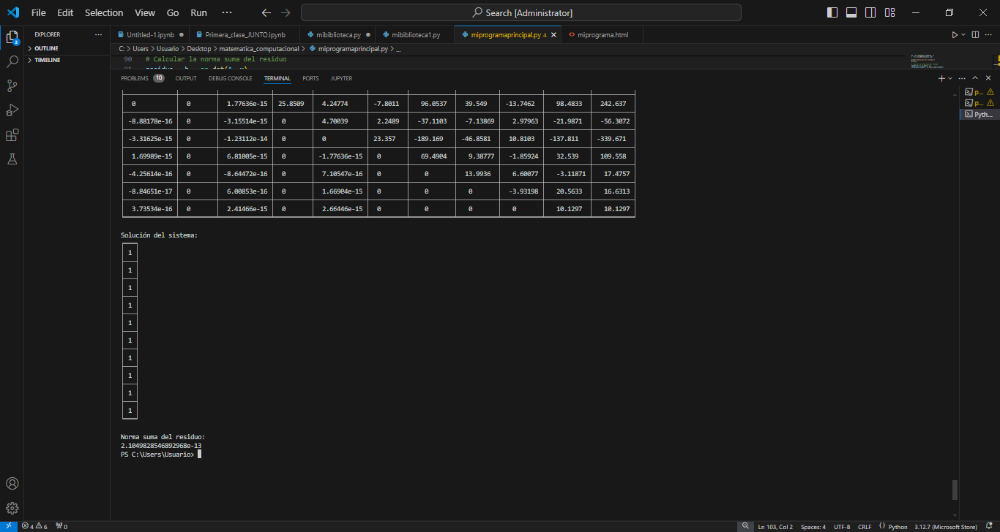 File Edit Selection View Go Run ··· Search [Administrator]
EXPLORER ···
OUTLINE
TIMELINE
2
Untitled-1.ipynb ● Primera_clase_JUNTO.ipynb mibiblioteca.py ● mibiblioteca1.py miprogramaprincipal.py 4 miprograma.html
C: > Users > Usuario > Desktop > matematica_computacional > miprogramaprincipal.py > ...
90 # Calcular la norma suma del residuo
PROBLEMS 10 OUTPUT DEBUG CONSOLE TERMINAL PORTS JUPYTER
p...
p...
Pyth...
0 0 1.77636e-15 25.8509 4.24774 -7.8011 96.0537 39.549 -13.7462 98.4833 242.637
-8.88178e-16 0 -3.15514e-15 0 4.70039 2.2489 -37.1103 -7.13869 2.97963 -21.9871 -56.3072
-3.31625e-15 0 -1.23112e-14 0 0 23.357 -189.169 -46.8581 10.8103 -137.811 -339.671
1.69989e-15 0 6.81005e-15 0 -1.77636e-15 0 69.4904 9.38777 -1.85924 32.539 109.558
-4.25614e-16 0 -8.64472e-16 0 7.10547e-16 0 0 13.9936 6.60077 -3.11871 17.4757
-8.84651e-17 0 6.00853e-16 0 1.66904e-15 0 0 0 -3.93198 20.5633 16.6313
3.73534e-16 0 2.41466e-15 0 2.66446e-15 0 0 0 0 10.1297 10.1297
Solución del sistema:
1
1
1
1
1
1
1
1
1
1
Norma suma del residuo:
2.1049828546892968e-13
PS C:\Users\Usuario>
4 6 0 Ln 103, Col 2 Spaces: 4 UTF-8 CRLF Python 3.12.7 (Microsoft Store)